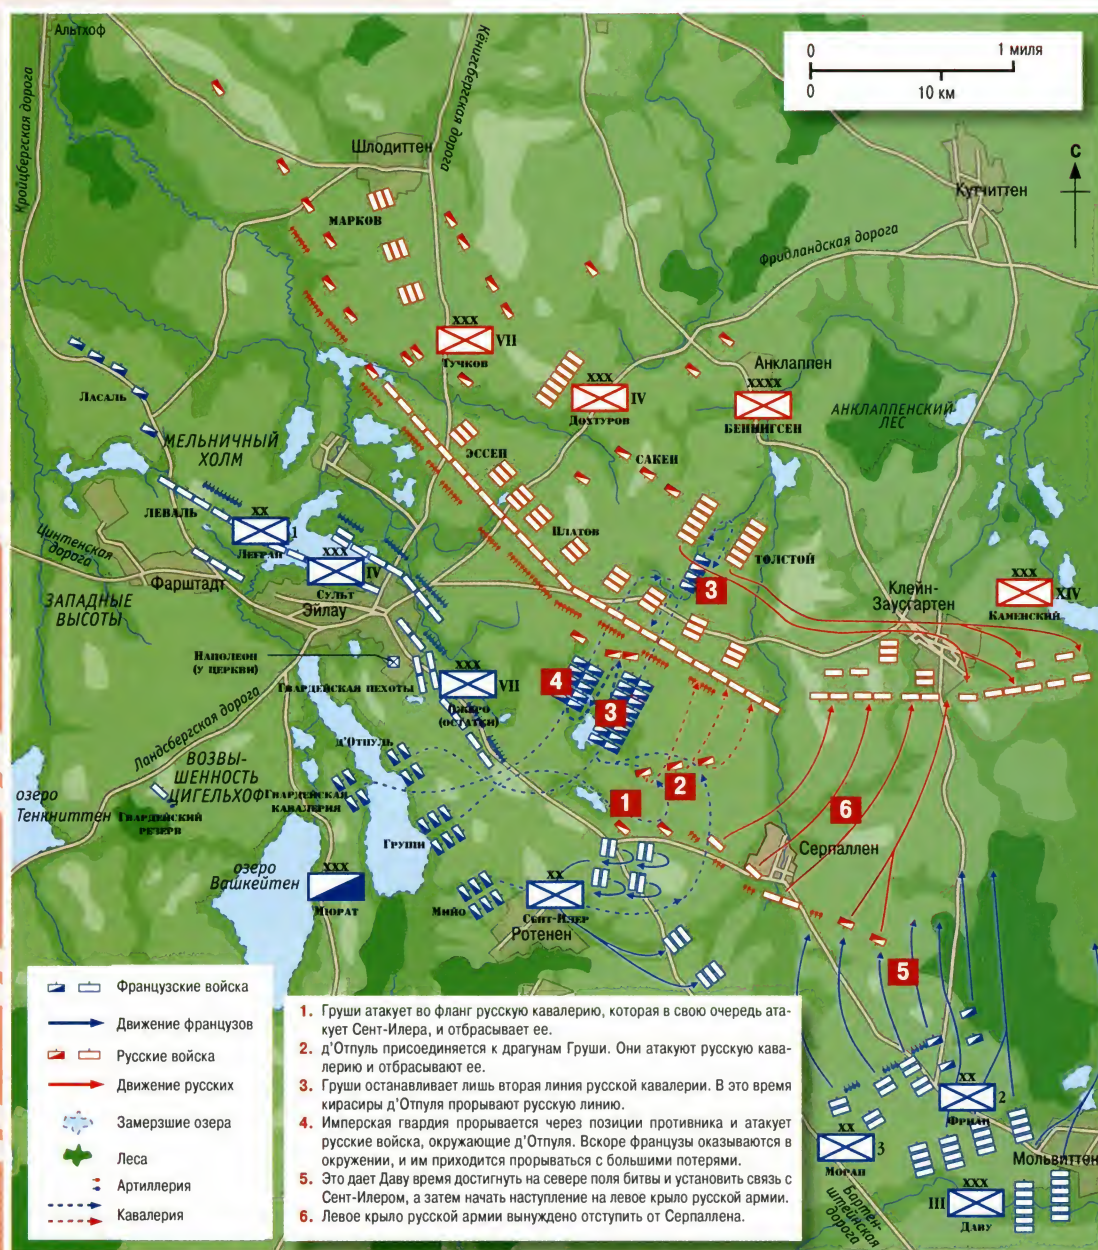 Альтхоф
Кройцбергская дорога
Кёнигсбергская дорога
0 1 миля
0 10 км
С
Шлодиттен
Кутчиттен
МАРКОВ
Фридландская дорога
XXX
VII
Тучков
XXX
IV
Дохтуров
Анклаппен
XXXX
БЕННИГСЕН
АНКЛАППЕНСКИЙ
ЛЕС
Ласаль
МЕЛЬНИЧНЫЙ
ХОЛМ
ЭССЕН
САКЕН
ПЛАТОВ
ТОЛСТОЙ
ЛЕВАЛЬ
XX
1
Легран
XXX
IV
Сульт
Цинтенская
дорога
Фарштадт
Эйлау
ЗАПАДНЫЕ
ВЫСОТЫ
3
Клейн-
Заусгартен
XXX
XIV
Каменский
Наполеон
(у церкви)
Гвардейская пехоты
XXX
VII
Ожеро
(остатки)
4
3
Ландсбергская дорога
д'Отпуль
ВОЗВЫ-
ШЕННОСТЬ
ЦИГЕЛЬХОФ
Гвардейская
кавалерия
Гвардейский
резерв
озеро
Тенкниттен
2
1
6
Груши
Серпаллен
озеро
Вашкейтен
XXX
Мюрат
Мийо
XX
Сент-Илер
Ротенен
5
XX
2
Фриан
XX
3
Моран
Мольвиттен
XXX
III
Даву
Бартен-
штейнская
дорога
Французские войска
Движение французов
Русские войска
Движение русских
Замерзшие озера
Леса
Артиллерия
Кавалерия
1. Груши атакует во фланг русскую кавалерию, которая в свою очередь ата-
кует Сент-Илера, и отбрасывает ее.
2. д'Отпуль присоединяется к драгунам Груши. Они атакуют русскую кава-
лерию и отбрасывают ее.
3. Груши останавливает лишь вторая линия русской кавалерии. В это время
кирасиры д'Отпуля прорывают русскую линию.
4. Имперская гвардия прорывается через позиции противника и атакует
русские войска, окружающие д'Отпуля. Вскоре французы оказываются в
окружении, и им приходится прорываться с большими потерями.
5. Это дает Даву время достигнуть на севере поля битвы и установить связь с
Сент-Илером, а затем начать наступление на левое крыло русской армии.
6. Левое крыло русской армии вынуждено отступить от Серпаллена.